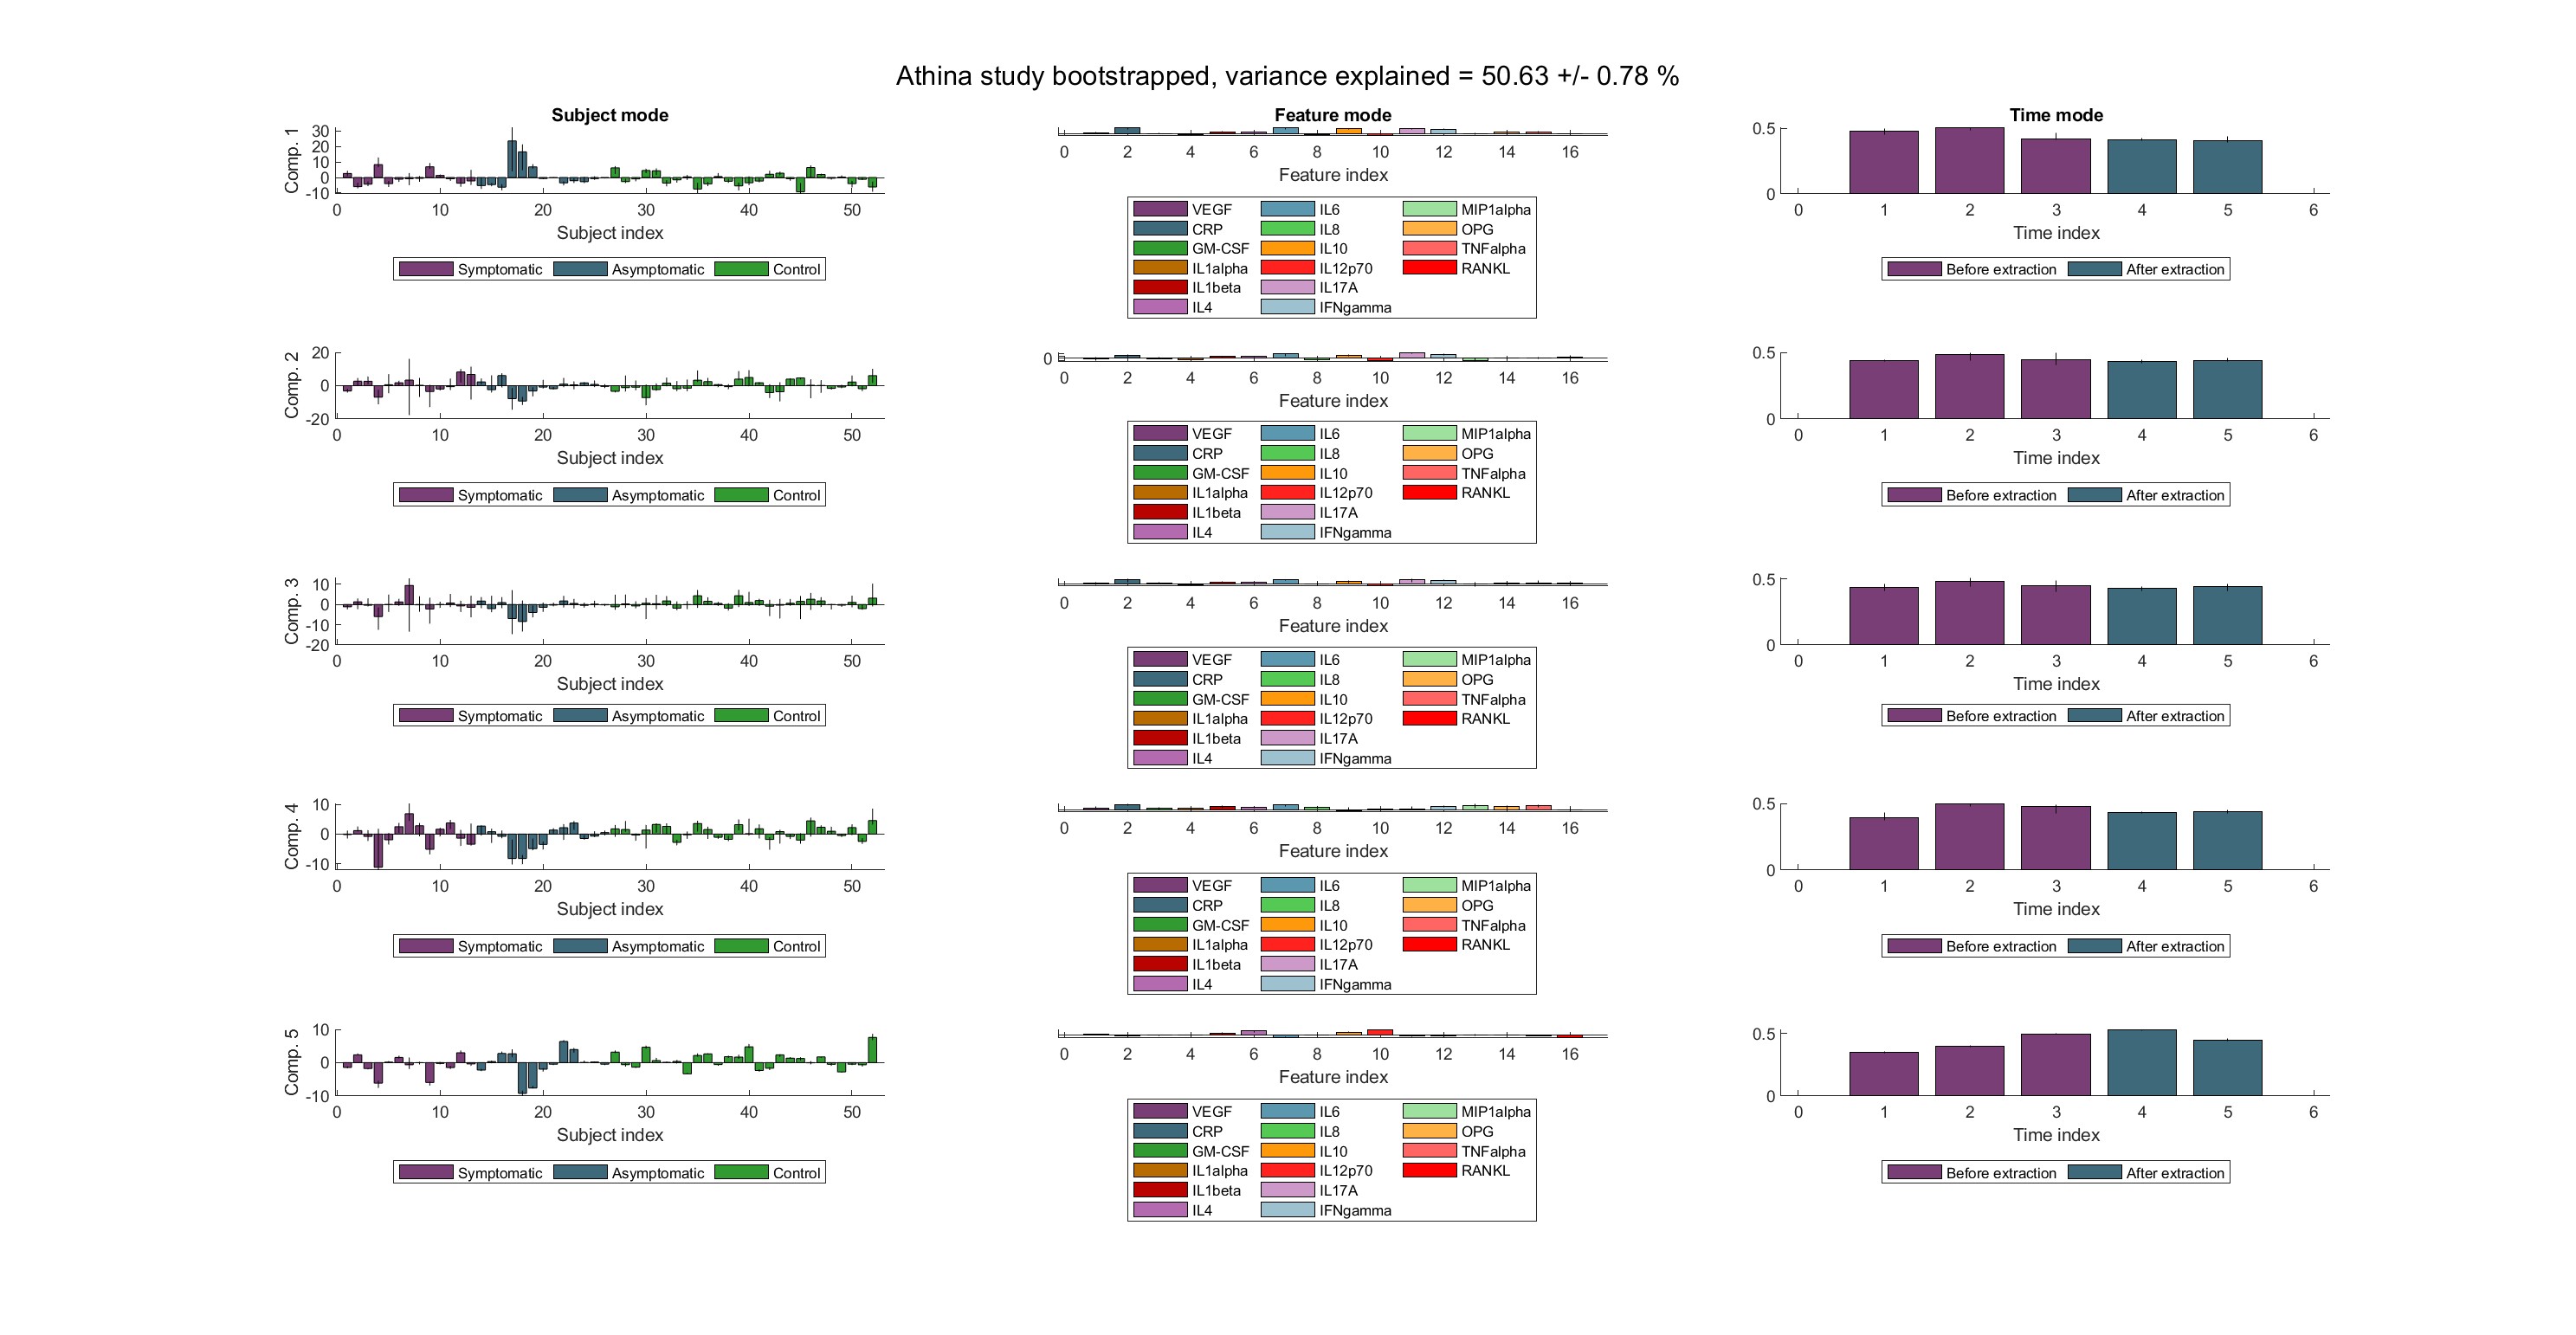 Athina study bootstrapped, variance explained = 50.63 +/- 0.78 %
Subject mode
Feature mode
Time mode
Comp. 1
30
20
10
0
-10
0 10 20 30 40 50
Subject index
Symptomatic Asymptomatic Control
0 2 4 6 8 10 12 14 16
Feature index
VEGF IL6 MIP1alpha
CRP IL8 OPG
GM-CSF IL10 TNFalpha
IL1alpha IL12p70 RANKL
IL1beta IL17A
IL4 IFNgamma
0.5
0
0 1 2 3 4 5 6
Time index
Before extraction After extraction
Comp. 2
20
0
-20
0 10 20 30 40 50
Subject index
Symptomatic Asymptomatic Control
0
0 2 4 6 8 10 12 14 16
Feature index
VEGF IL6 MIP1alpha
CRP IL8 OPG
GM-CSF IL10 TNFalpha
IL1alpha IL12p70 RANKL
IL1beta IL17A
IL4 IFNgamma
0.5
0
0 1 2 3 4 5 6
Time index
Before extraction After extraction
Comp. 3
10
0
-10
-20
0 10 20 30 40 50
Subject index
Symptomatic Asymptomatic Control
0 2 4 6 8 10 12 14 16
Feature index
VEGF IL6 MIP1alpha
CRP IL8 OPG
GM-CSF IL10 TNFalpha
IL1alpha IL12p70 RANKL
IL1beta IL17A
IL4 IFNgamma
0.5
0
0 1 2 3 4 5 6
Time index
Before extraction After extraction
Comp. 4
10
0
-10
0 10 20 30 40 50
Subject index
Symptomatic Asymptomatic Control
0 2 4 6 8 10 12 14 16
Feature index
VEGF IL6 MIP1alpha
CRP IL8 OPG
GM-CSF IL10 TNFalpha
IL1alpha IL12p70 RANKL
IL1beta IL17A
IL4 IFNgamma
0.5
0
0 1 2 3 4 5 6
Time index
Before extraction After extraction
Comp. 5
10
0
-10
0 10 20 30 40 50
Subject index
Symptomatic Asymptomatic Control
0 2 4 6 8 10 12 14 16
Feature index
VEGF IL6 MIP1alpha
CRP IL8 OPG
GM-CSF IL10 TNFalpha
IL1alpha IL12p70 RANKL
IL1beta IL17A
IL4 IFNgamma
0.5
0
0 1 2 3 4 5 6
Time index
Before extraction After extraction